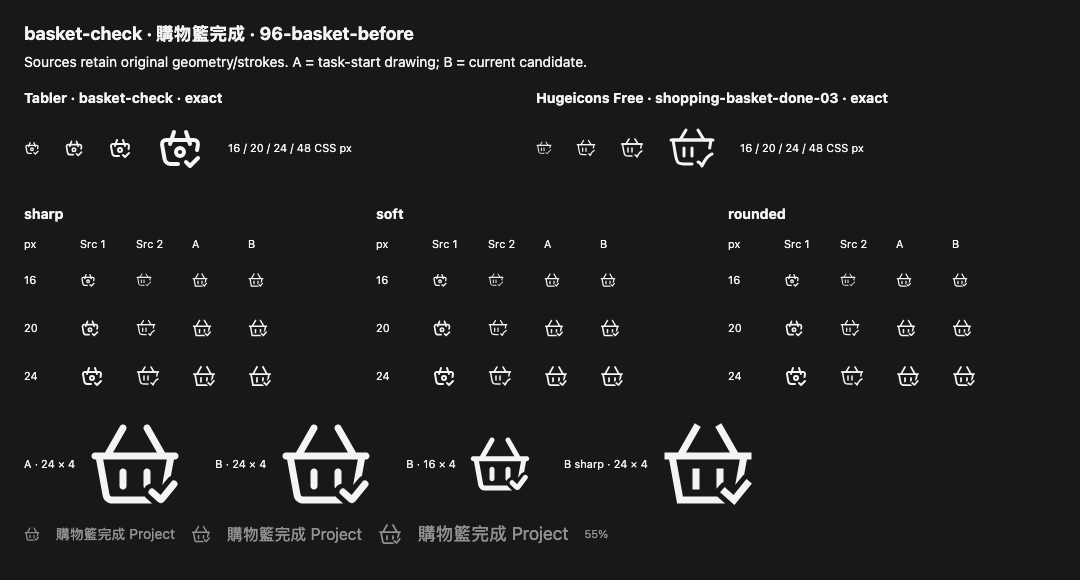 basket-check · 購物籃完成 · 96-basket-before
Sources retain original geometry/strokes. A = task-start drawing; B = current candidate.
Tabler · basket-check · exact
Hugeicons Free · shopping-basket-done-03 · exact
16 / 20 / 24 / 48 CSS px
16 / 20 / 24 / 48 CSS px
sharp
soft
rounded
px Src 1 Src 2 A B
px Src 1 Src 2 A B
px Src 1 Src 2 A B
16
16
16
20
20
20
24
24
24
A · 24 × 4
B · 24 × 4
B · 16 × 4
B sharp · 24 × 4
購物籃完成 Project
購物籃完成 Project
購物籃完成 Project
55%